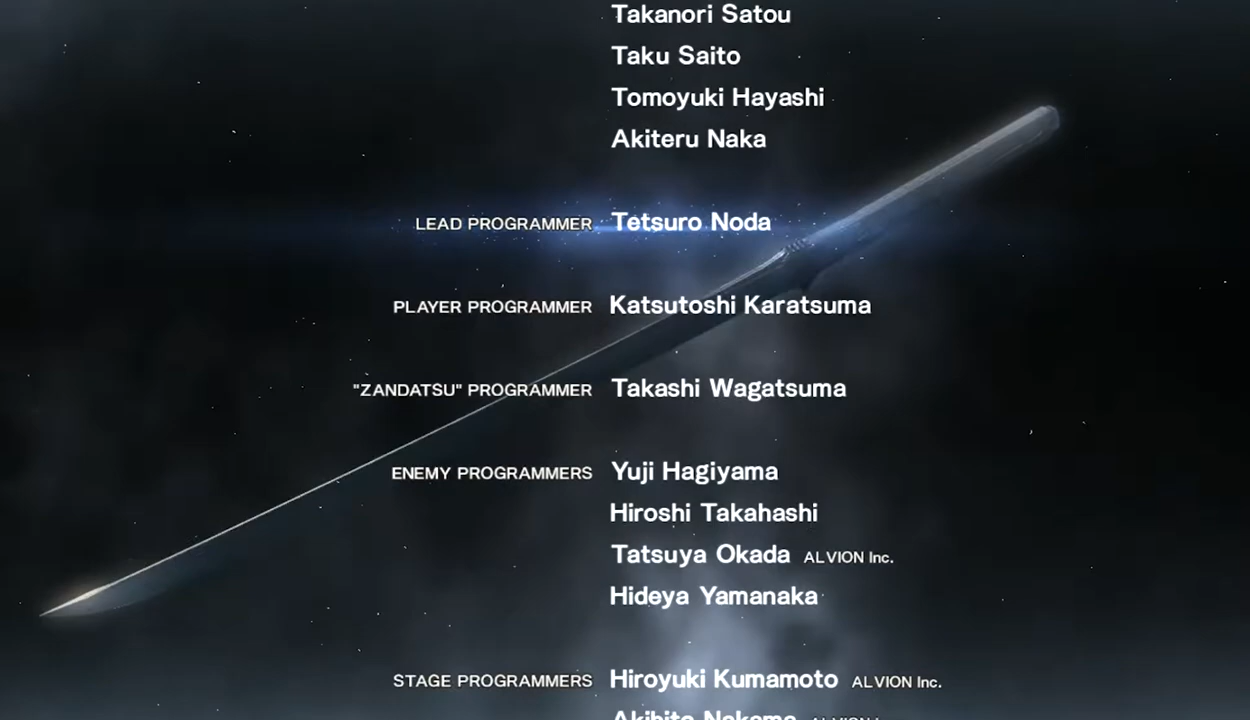 Takanori Satou
Taku Saito
Tomoyuki Hayashi
Akiteru Naka
LEAD PROGRAMMER Tetsuro Noda
PLAYER PROGRAMMER Katsutoshi Karatsuma
"ZANDATSU" PROGRAMMER Takashi Wagatsuma
ENEMY PROGRAMMERS Yuji Hagiyama
Hiroshi Takahashi
Tatsuya Okada ALVION Inc.
Hideya Yamanaka
STAGE PROGRAMMERS Hiroyuki Kumamoto ALVION Inc.